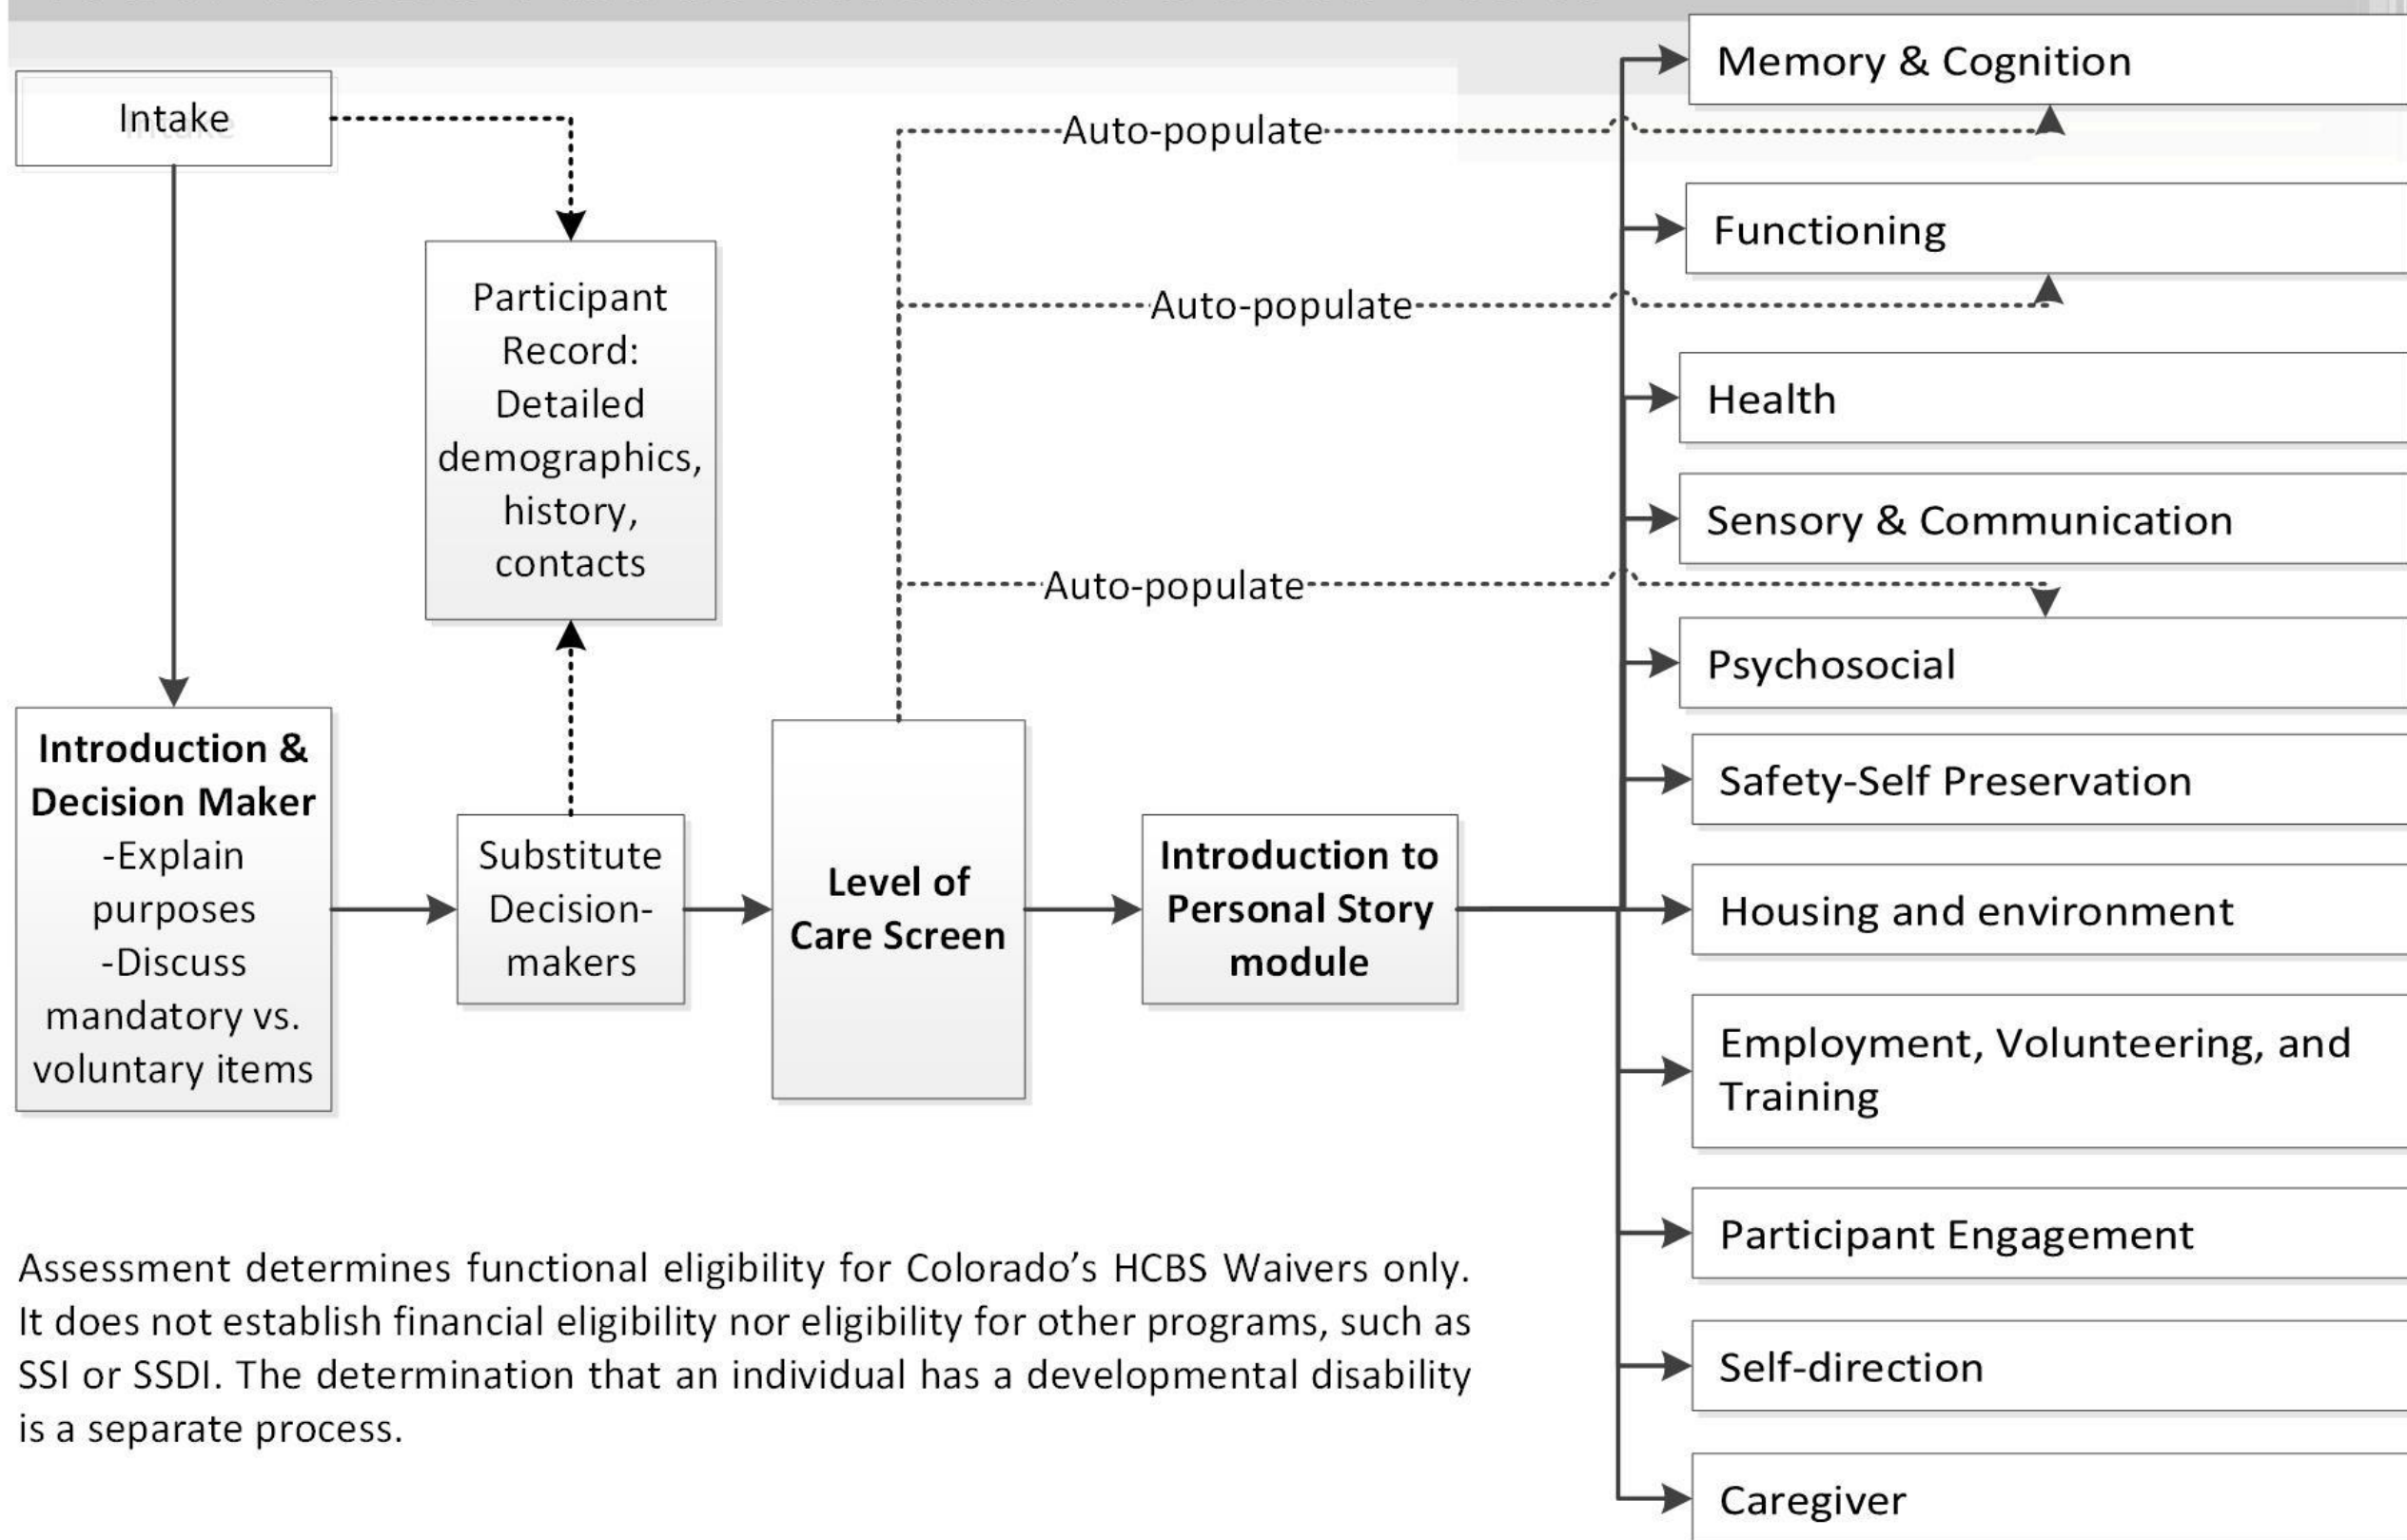 Intake
Participant
Record:
Detailed
demographics,
history,
contacts
Introduction &
Decision Maker
-Explain
purposes
-Discuss
mandatory vs.
voluntary items
Substitute
Decision-
makers
Level of
Care Screen
Introduction to
Personal Story
module
Auto-populate
Auto-populate
Auto-populate
Memory & Cognition
Functioning
Health
Sensory & Communication
Psychosocial
Safety-Self Preservation
Housing and environment
Employment, Volunteering, and
Training
Participant Engagement
Self-direction
Caregiver
Assessment determines functional eligibility for Colorado’s HCBS Waivers only.
It does not establish financial eligibility nor eligibility for other programs, such as
SSI or SSDI. The determination that an individual has a developmental disability
is a separate process.